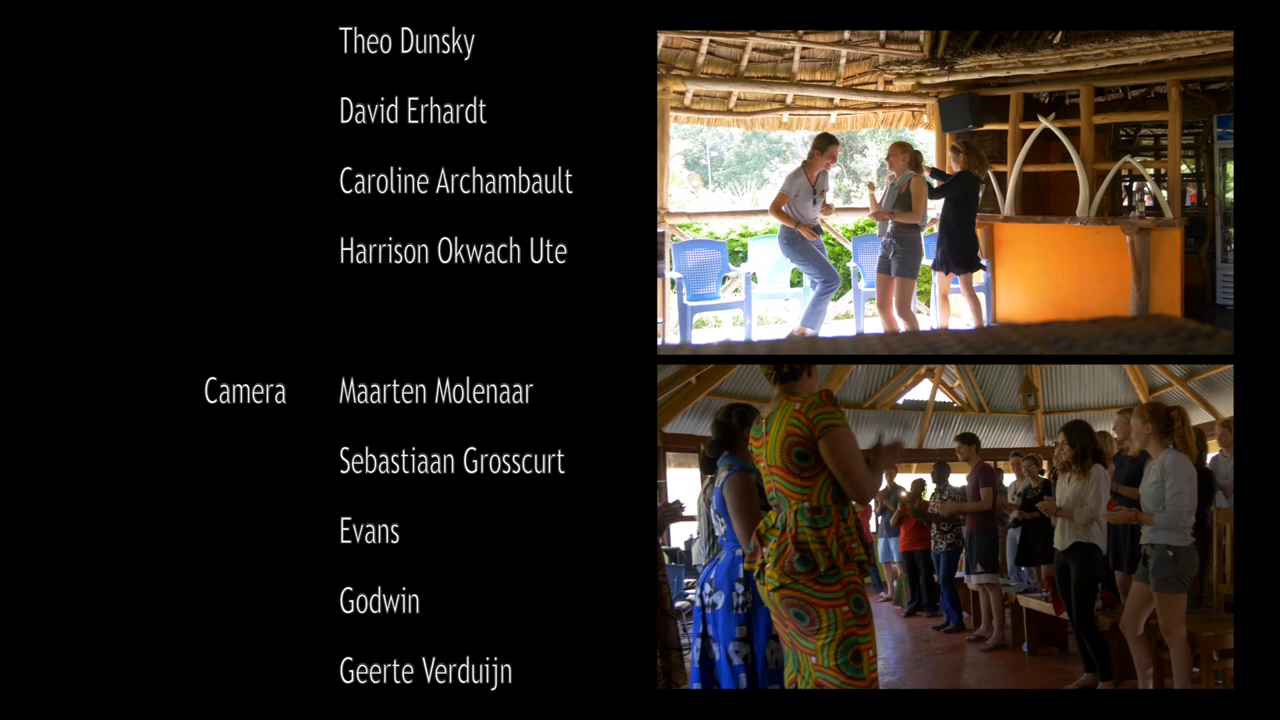 Theo Dunsky
David Erhardt
Caroline Archambault
Harrison Okwach Ute
Camera Maarten Molenaar
Sebastiaan Grosscurt
Evans
Godwin
Geerte Verduijn